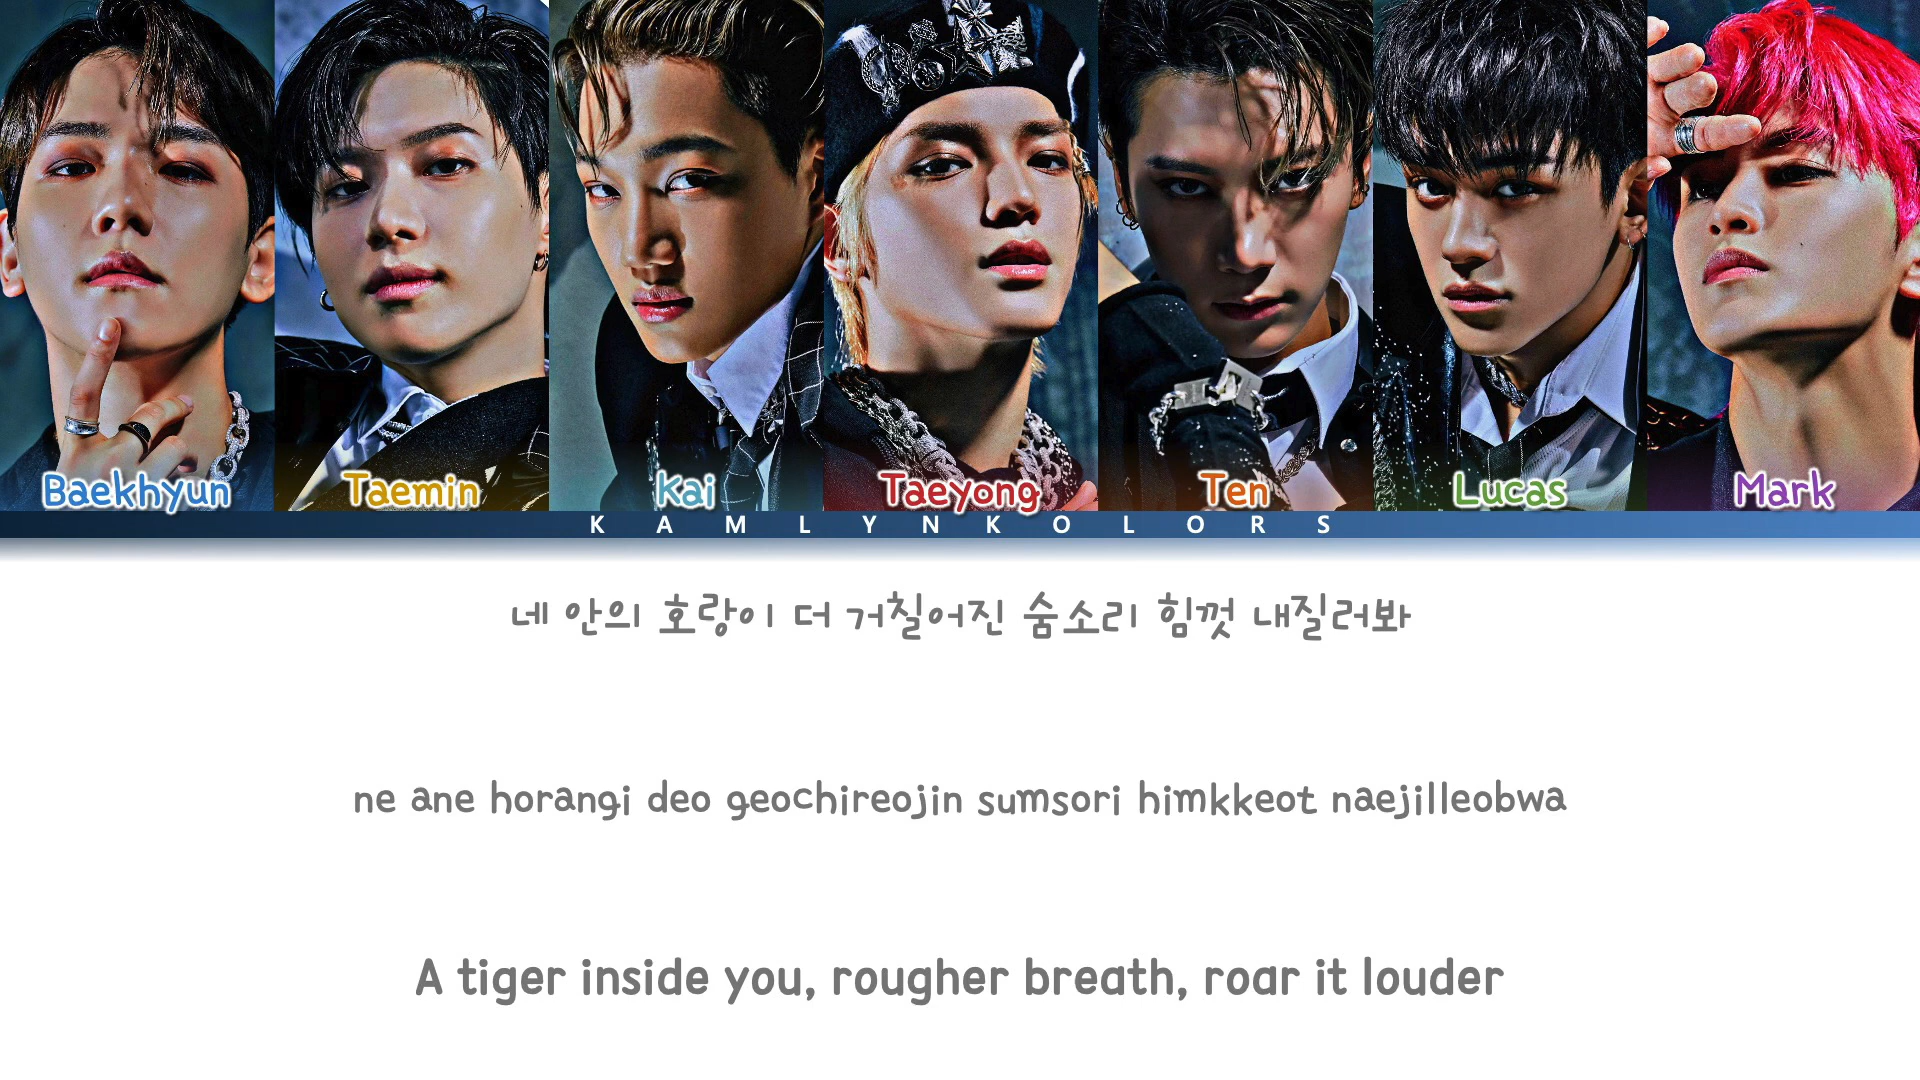 Baekhyun Taemin Kai Taeyong Ten Lucas Mark
KAMLYNKOLORS
네 안의 호랑이 더 거칠어진 숨소리 힘껏 내질러봐
ne ane horangi deo geochireojin sumsori himkkeot naejilleobwa
A tiger inside you, rougher breath, roar it louder